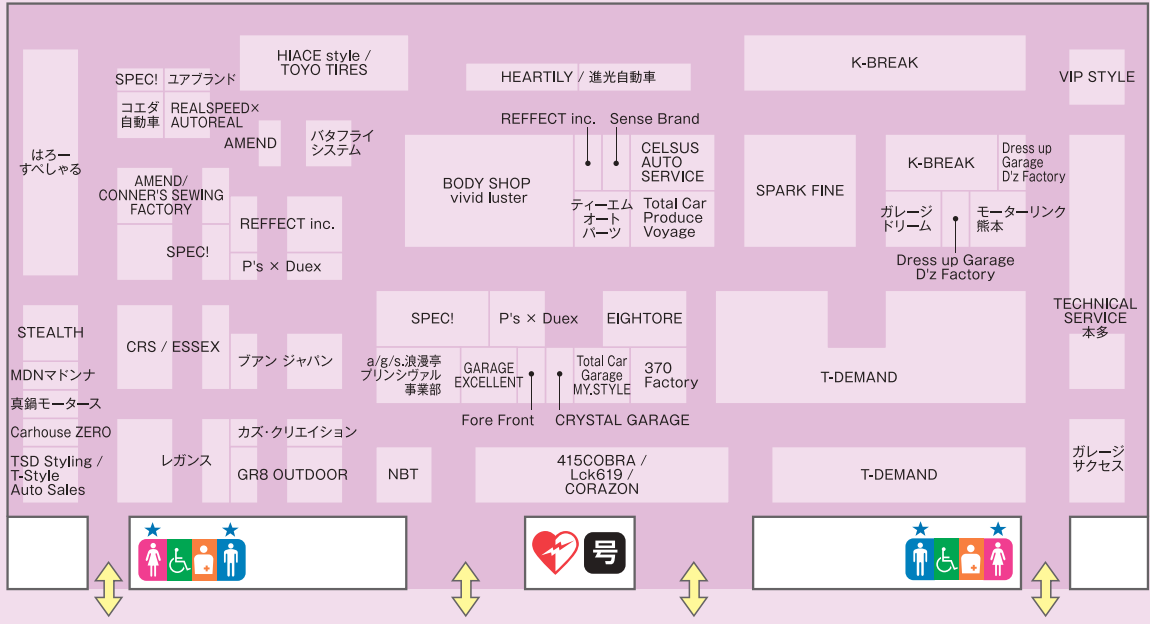 HIACE style /
TOYO TIRES
HEARTILY / 進光自動車
K-BREAK
VIP STYLE
SPEC!
ユアブランド
コエダ
自動車
REALSPEED×
AUTOREAL
AMEND
バタフライ
システム
はろー
すぺしゃる
REFFECT inc.
Sense Brand
BODY SHOP
vivid luster
CELSUS
AUTO
SERVICE
ティーエム
オート
パーツ
Total Car
Produce
Voyage
SPARK FINE
K-BREAK
Dress up
Garage
D'z Factory
ガレージ
ドリーム
モーターリンク
熊本
Dress up Garage
D'z Factory
AMEND/
CONNER'S SEWING
FACTORY
REFFECT inc.
SPEC!
P's × Duex
STEALTH
MDNマドンナ
真鍋モータース
Carhouse ZERO
TSD Styling /
T-Style
Auto Sales
CRS / ESSEX
ブアン ジャパン
レガンス
カズ・クリエイション
GR8 OUTDOOR
SPEC!
P's × Duex
EIGHTORE
a/g/s.浪漫亭
プリンシヴァル
事業部
GARAGE
EXCELLENT
Total Car
Garage
MY.STYLE
370
Factory
Fore Front
CRYSTAL GARAGE
T-DEMAND
TECHNICAL
SERVICE
本多
NBT
415COBRA /
Lck619 /
CORAZON
T-DEMAND
ガレージ
サクセス
号